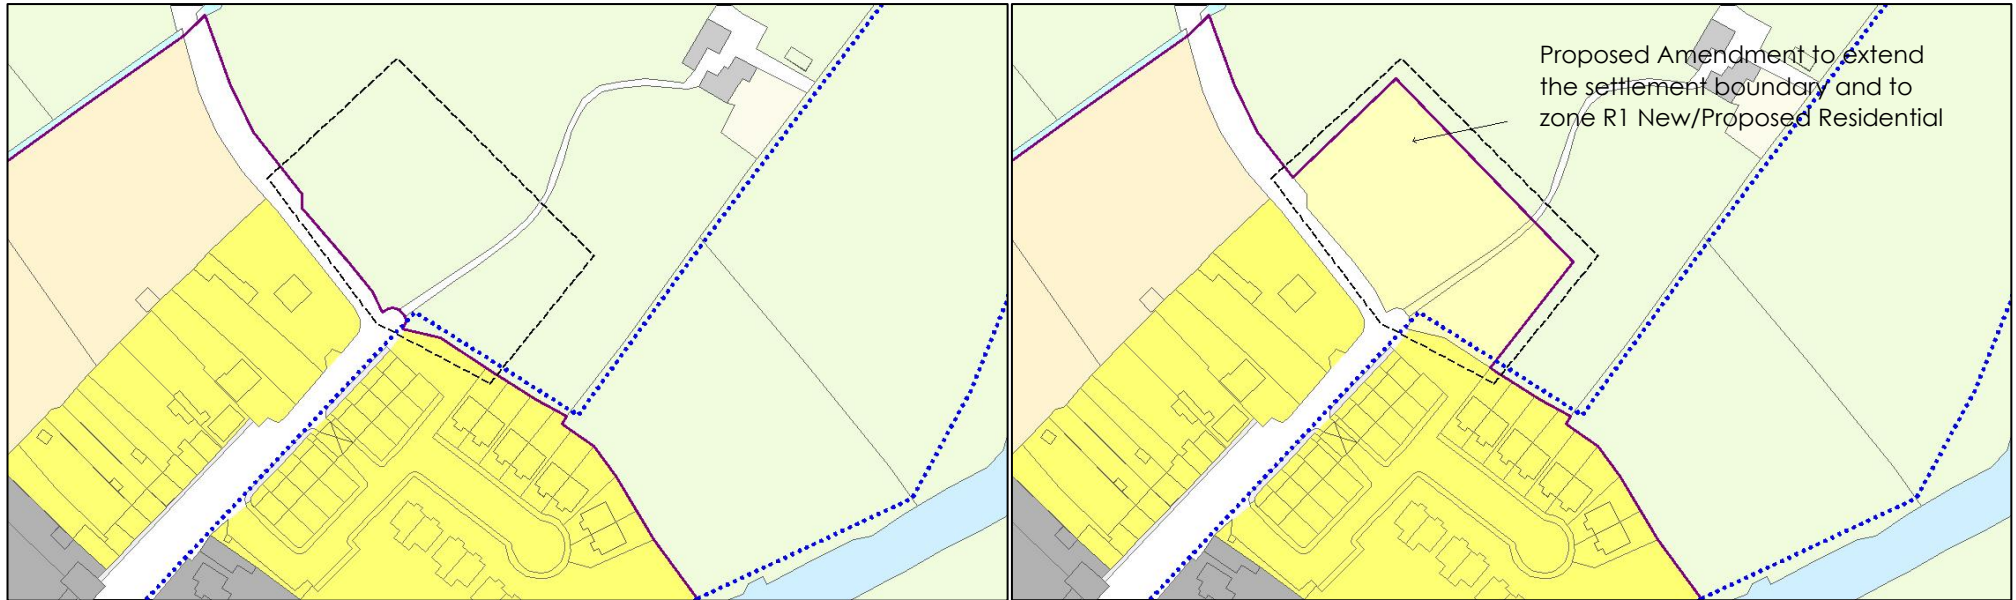 Proposed Amendment to extend
the settlement boundary and to
zone R1 New/Proposed Residential